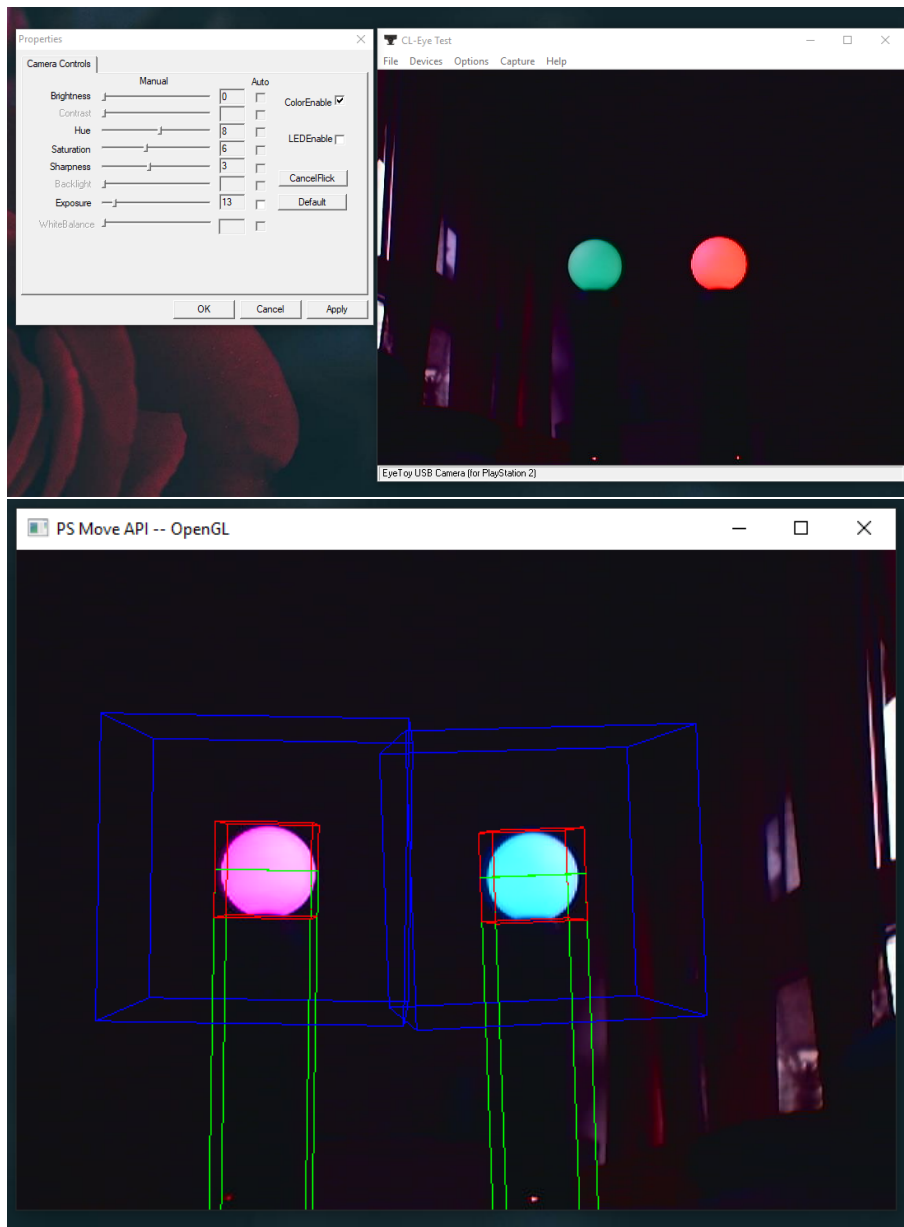 Properties
Camera Controls
Manual Auto
Brightness 0
Contrast
Hue 8
Saturation 6
Sharpness 3
Backlight
Exposure 13
WhiteBalance
ColorEnable
LEDEnable
CancelFlick
Default
OK Cancel Apply
CL-Eye Test
File Devices Options Capture Help
EyeToy USB Camera (for PlayStation 2)
PS Move API -- OpenGL